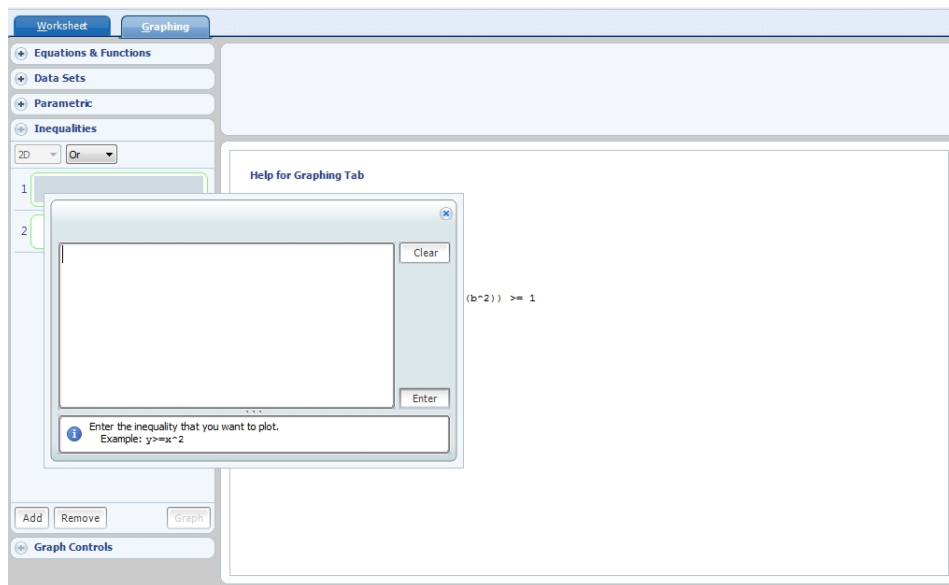 Worksheet
Graphing
Equations & Functions
Data Sets
Parametric
Inequalities
2D
Or
Help for Graphing Tab
1
2
Clear
(b^2)) >= 1
Enter
Enter the inequality that you want to plot.
Example: y>=x^2
Add
Remove
Graph
Graph Controls